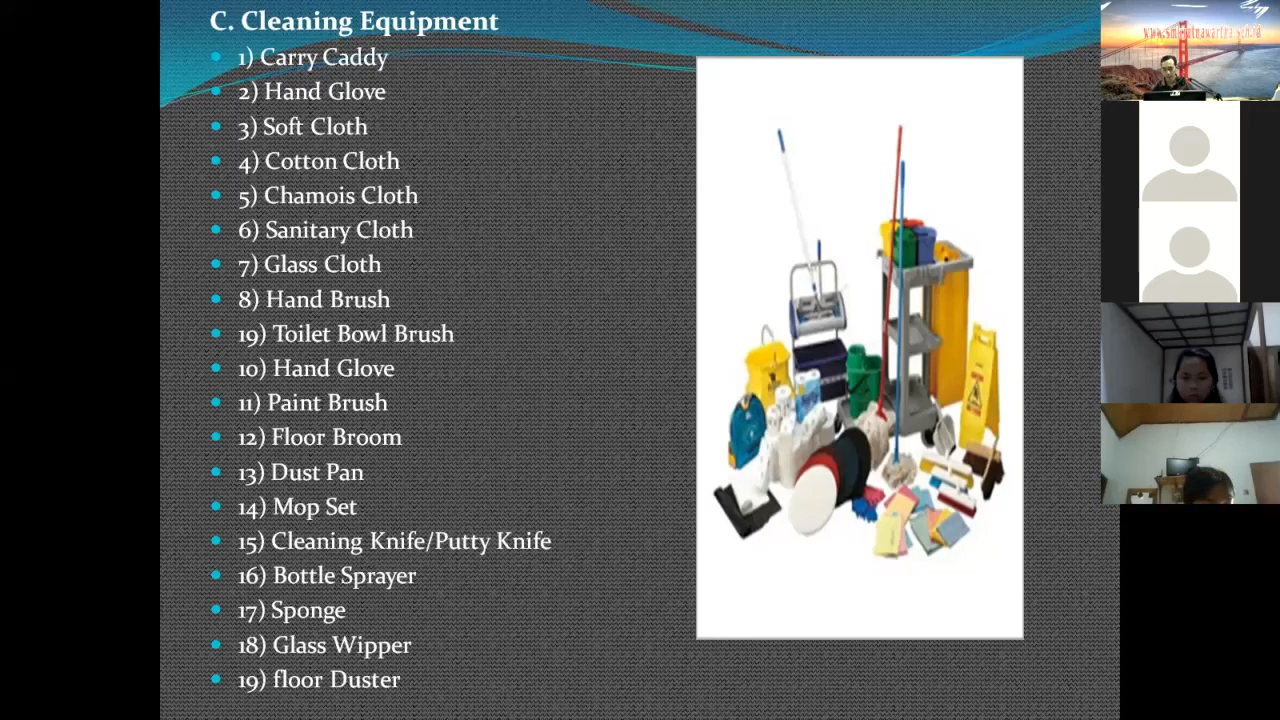 C. Cleaning Equipment
1) Carry Caddy
2) Hand Glove
3) Soft Cloth
4) Cotton Cloth
5) Chamois Cloth
6) Sanitary Cloth
7) Glass Cloth
8) Hand Brush
19) Toilet Bowl Brush
10) Hand Glove
11) Paint Brush
12) Floor Broom
13) Dust Pan
14) Mop Set
15) Cleaning Knife/Putty Knife
16) Bottle Sprayer
17) Sponge
18) Glass Wipper
19) floor Duster